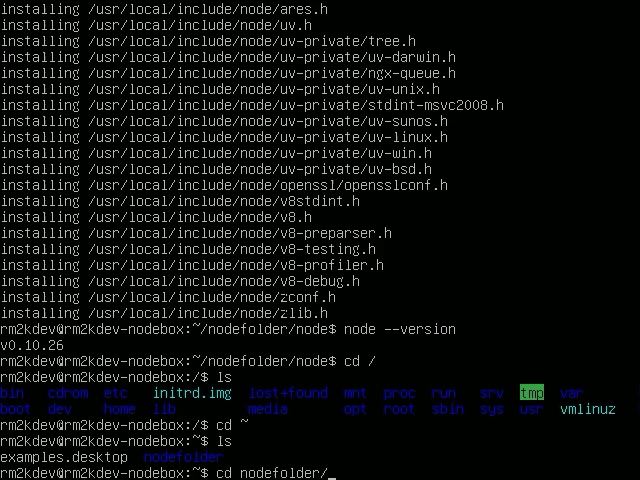 installing /usr/local/include/node/ares.h
installing /usr/local/include/node/uv.h
installing /usr/local/include/node/uv-private/tree.h
installing /usr/local/include/node/uv-private/uv-darwin.h
installing /usr/local/include/node/uv-private/ngx-queue.h
installing /usr/local/include/node/uv-private/uv-unix.h
installing /usr/local/include/node/uv-private/stdint-msvc2008.h
installing /usr/local/include/node/uv-private/uv-sunos.h
installing /usr/local/include/node/uv-private/uv-linux.h
installing /usr/local/include/node/uv-private/uv-win.h
installing /usr/local/include/node/uv-private/uv-bsd.h
installing /usr/local/include/node/openssl/opensslconf.h
installing /usr/local/include/node/v8stdint.h
installing /usr/local/include/node/v8.h
installing /usr/local/include/node/v8-preparser.h
installing /usr/local/include/node/v8-testing.h
installing /usr/local/include/node/v8-profiler.h
installing /usr/local/include/node/v8-debug.h
installing /usr/local/include/node/zconf.h
installing /usr/local/include/node/zlib.h
rm2kdev@rm2kdev-nodebox:~/nodefolder/node$ node --version
v0.10.26
rm2kdev@rm2kdev-nodebox:~/nodefolder/node$ cd /
rm2kdev@rm2kdev-nodebox:/$ ls
bin cdrom etc initrd.img lost+found mnt proc run srv tmp var
boot dev home lib media opt root sbin sys usr vmlinuz
rm2kdev@rm2kdev-nodebox:/$ cd ~
rm2kdev@rm2kdev-nodebox:~$ ls
examples.desktop nodefolder
rm2kdev@rm2kdev-nodebox:~$ cd nodefolder/_